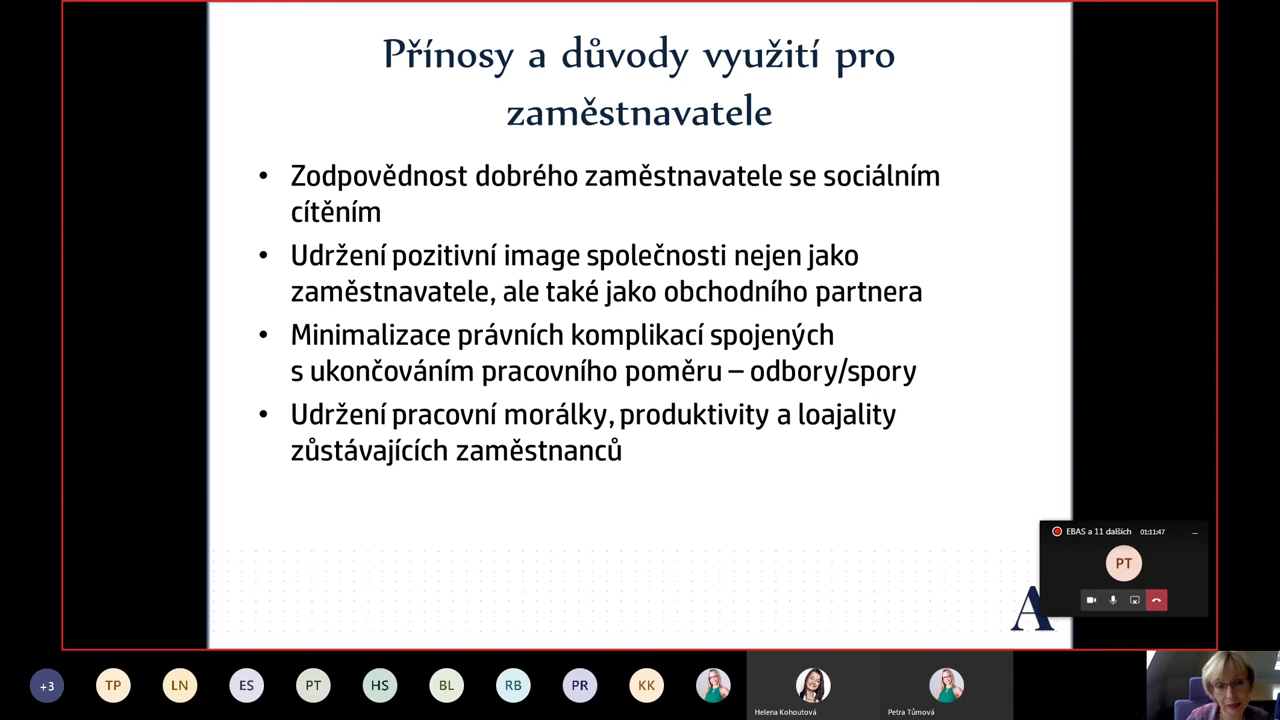 Přínosy a důvody využití pro
zaměstnavatele
• Zodpovědnost dobrého zaměstnavatele se sociálním
cítěním
• Udržení pozitivní image společnosti nejen jako
zaměstnavatele, ale také jako obchodního partnera
• Minimalizace právních komplikací spojených
s ukončováním pracovního poměru – odbory/spory
• Udržení pracovní morálky, produktivity a loajality
zůstávajících zaměstnanců
EBAS a 11 dalších 01:11:47
PT
A
+3 TP LN ES PT HS BL RB PR KK
Helena Kohoutová Petra Tůmová